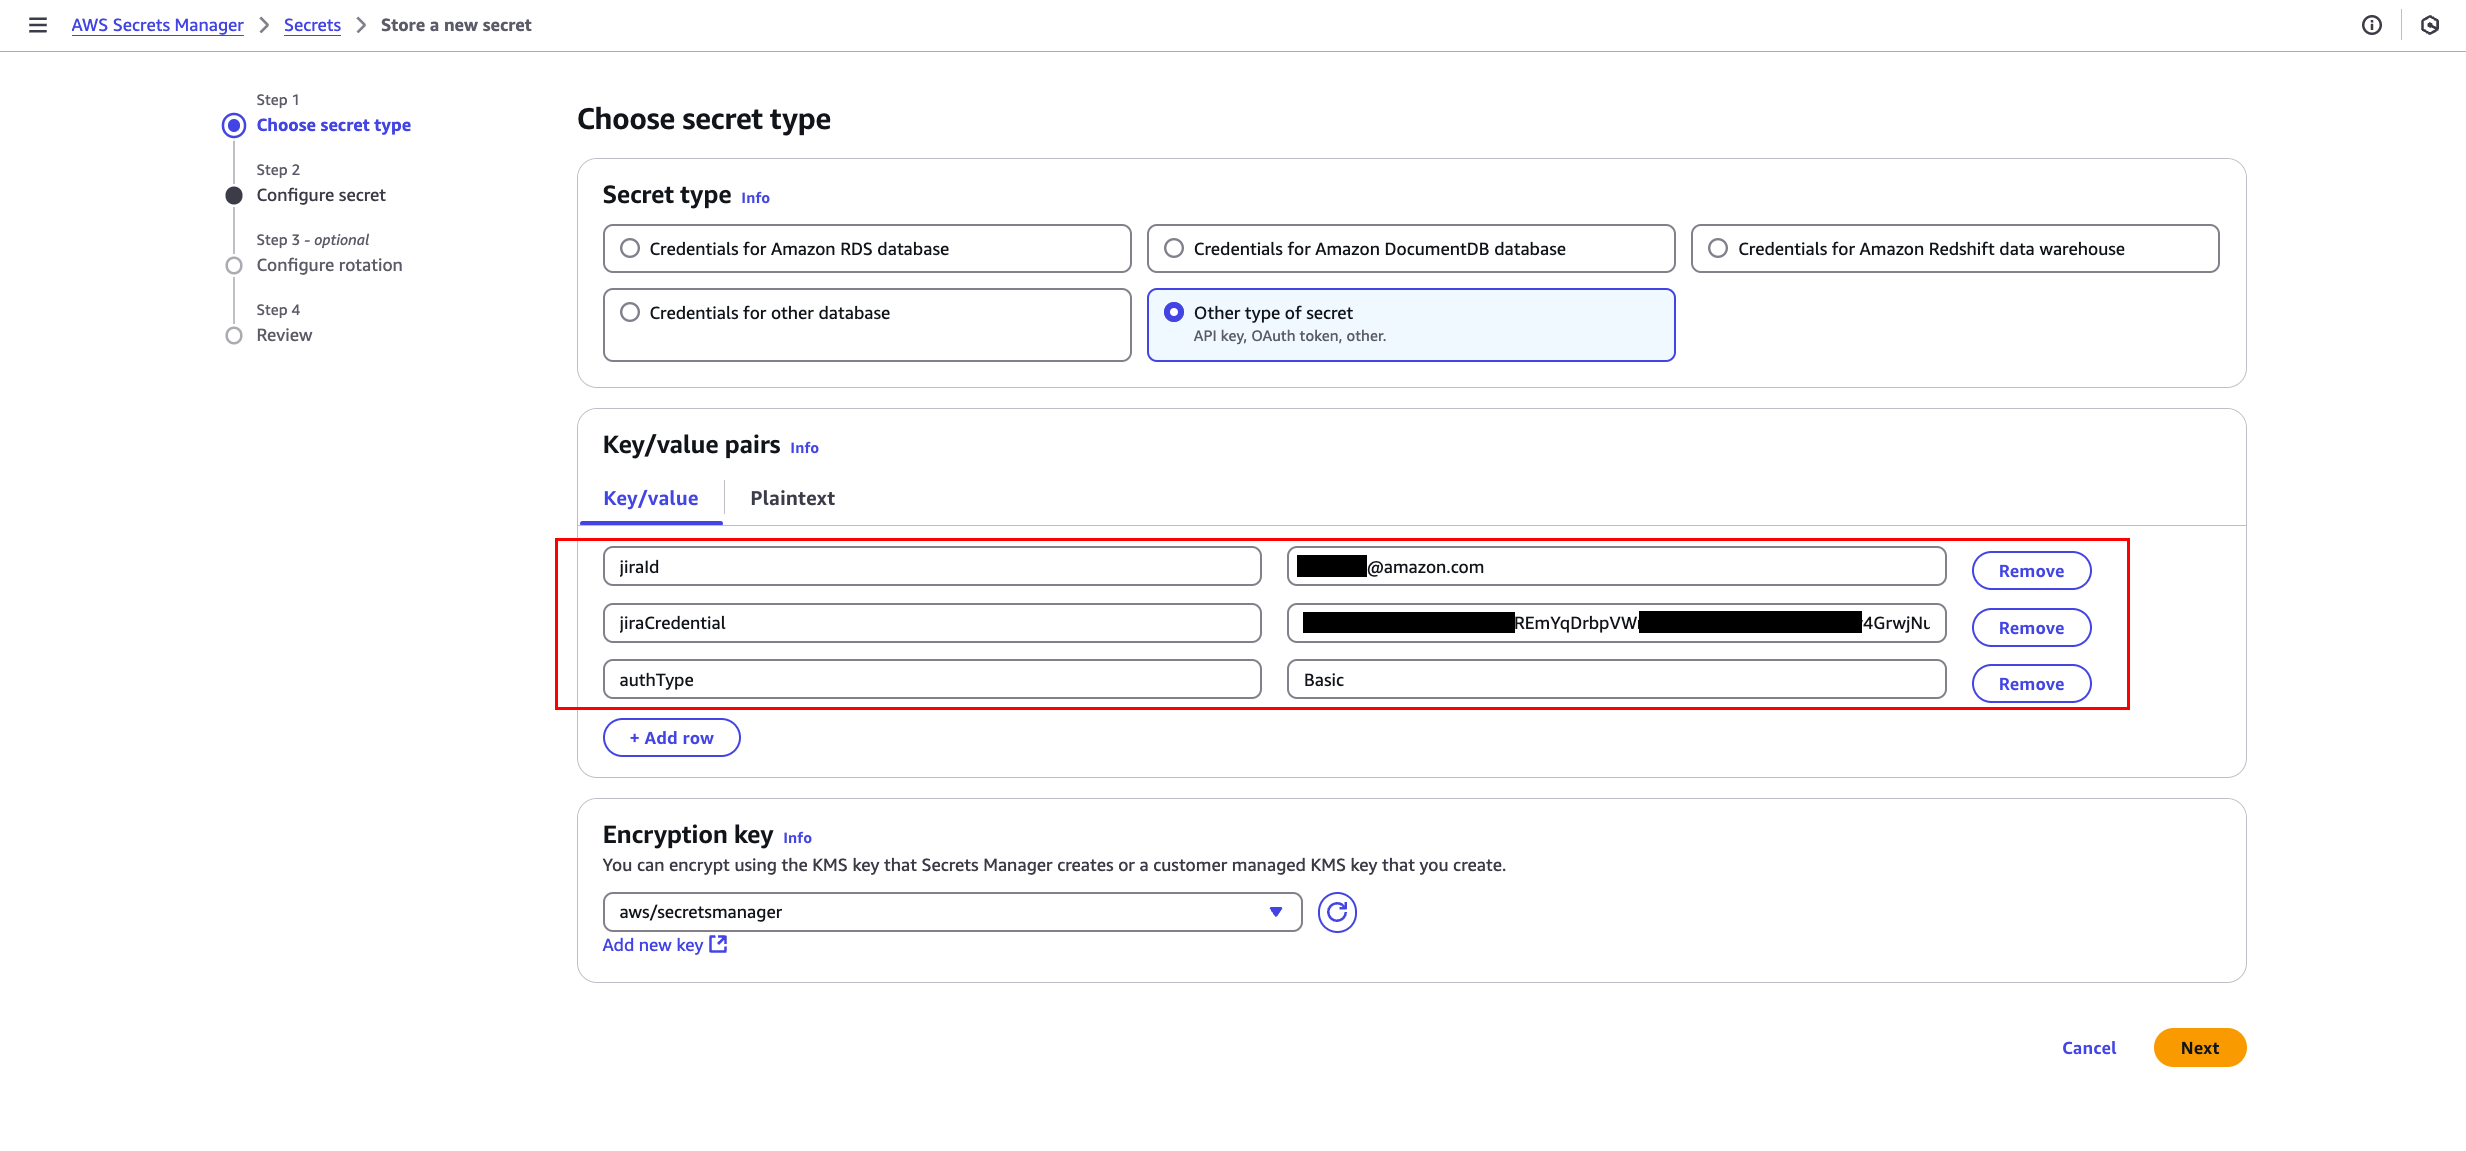 AWS Secrets Manager > Secrets > Store a new secret
Step 1
Choose secret type
Step 2
Configure secret
Step 3 - optional
Configure rotation
Step 4
Review
Choose secret type
Secret type Info
Credentials for Amazon RDS database
Credentials for Amazon DocumentDB database
Credentials for Amazon Redshift data warehouse
Credentials for other database
Other type of secret
API key, OAuth token, other.
Key/value pairs Info
Key/value Plaintext
jiraId @amazon.com Remove
jiraCredential REmYqDrbpVW 4GrwjNu Remove
authType Basic Remove
+ Add row
Encryption key Info
You can encrypt using the KMS key that Secrets Manager creates or a customer managed KMS key that you create.
aws/secretsmanager
Add new key
Cancel Next